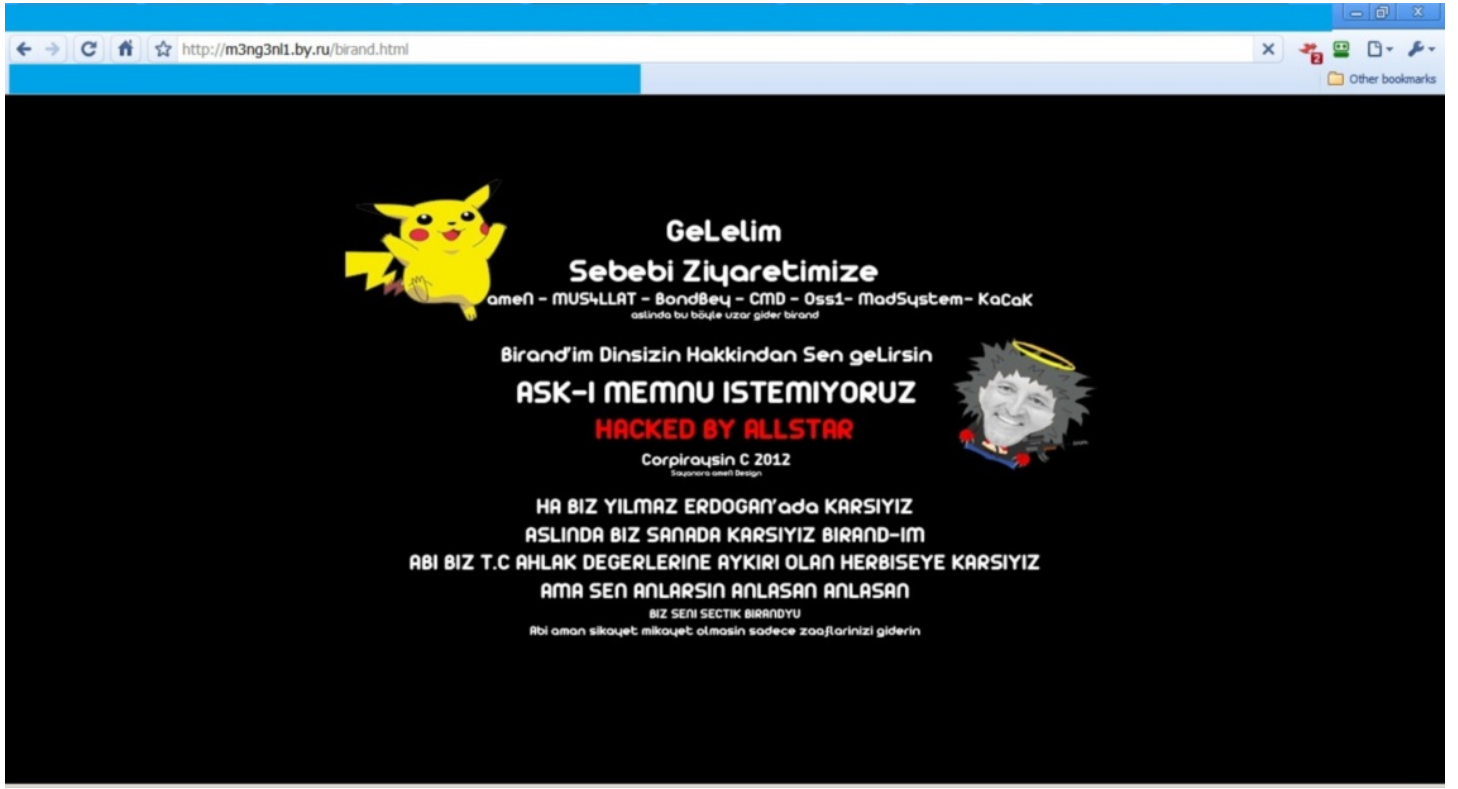 http://m3ng3nl1.by.ru/birand.html
2
Other bookmarks
GeLelim
Sebebi Ziyaretimize
ameN - MUS4LLAT - BondBey - CMD - 0ss1- MadSystem- KaCaK
aslinda bu böyle uzar gider birand
Birand'im Dinsizin Hakkindan Sen geLirsin
ASK-I MEMNU ISTEMIYORUZ
HACKED BY ALLSTAR
Corpiraysin C 2012
Sayanora ameN Design
HA BIZ YILMAZ ERDOGAN'ada KARSIYIZ
ASLINDA BIZ SANADA KARSIYIZ BIRAND-IM
ABI BIZ T.C AHLAK DEGERLERINE AYKIRI OLAN HERBISEYE KARSIYIZ
AMA SEN ANLARSIN ANLASAN ANLASAN
BIZ SENI SECTIK BIRANDYU
Abi aman sikayet mikayet olmasin sadece zaaflarinizi giderin